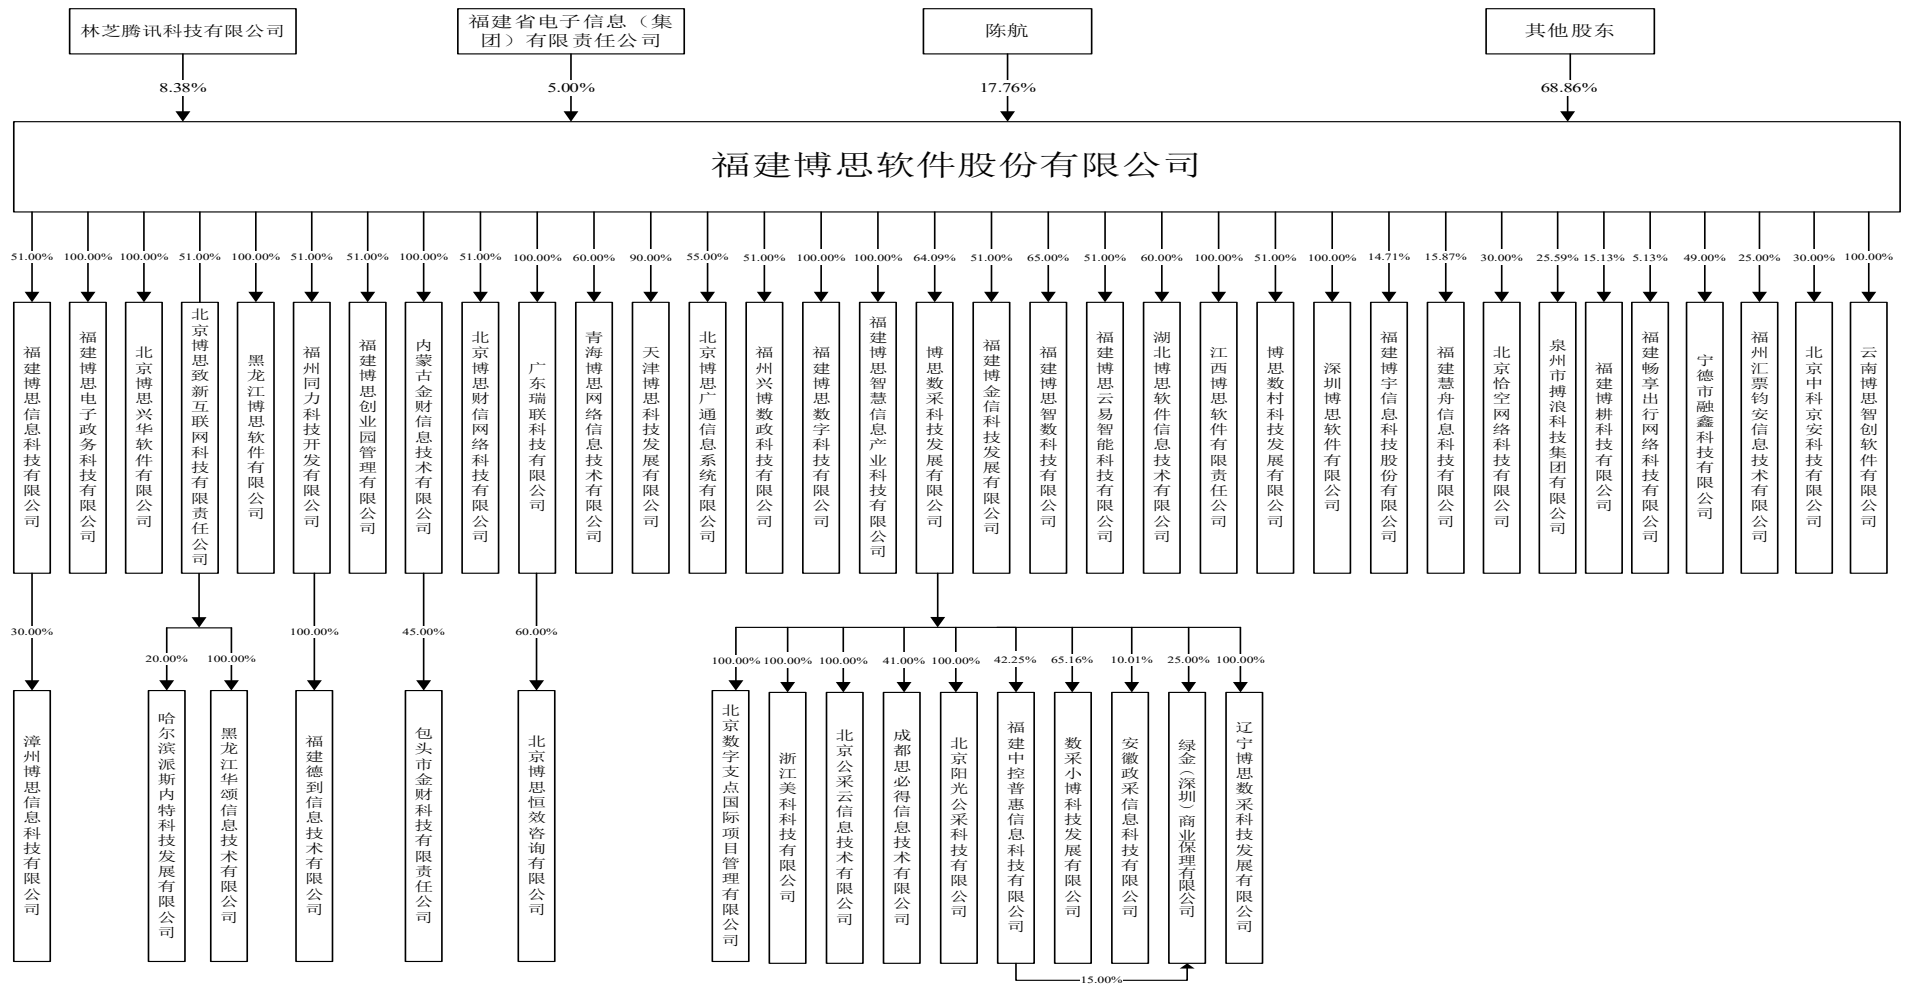 林芝腾讯科技有限公司
福建省电子信息（集
团）有限责任公司
陈航
其他股东
8.38%
5.00%
17.76%
68.86%
福建博思软件股份有限公司
51.00%
100.00%
100.00%
51.00%
100.00%
51.00%
51.00%
100.00%
51.00%
100.00%
60.00%
90.00%
55.00%
51.00%
100.00%
100.00%
64.09%
51.00%
65.00%
51.00%
60.00%
100.00%
51.00%
100.00%
14.71%
15.87%
30.00%
25.59%
15.13%
5.13%
49.00%
25.00%
30.00%
100.00%
福建博思信息科技有限公司
福建博思电子政务科技有限公司
北京博思兴华软件有限公司
北京博思致新互联网科技有限责任公司
黑龙江博思软件有限公司
福州同力科技开发有限公司
福建博思创业园管理有限公司
内蒙古金财信息技术有限公司
北京博思财信网络科技有限公司
广东瑞联科技有限公司
青海博思网络信息技术有限公司
天津博思科技发展有限公司
北京博思广通信息系统有限公司
福州兴博数政科技有限公司
福建博思数字科技有限公司
福建博思智慧信息产业科技有限公司
博思数采科技发展有限公司
福建博金信科技发展有限公司
福建博思智数科技有限公司
福建博思云易智能科技有限公司
湖北博思软件信息技术有限公司
江西博思软件有限责任公司
博思数村科技发展有限公司
深圳博思软件有限公司
福建博宇信息科技股份有限公司
福建慧舟信息科技有限公司
北京恰空网络科技有限公司
泉州市搏浪科技集团有限公司
福建博耕科技有限公司
福建畅享出行网络科技有限公司
宁德市融鑫科技有限公司
福州汇票钧安信息技术有限公司
北京中科京安科技有限公司
云南博思智创软件有限公司
30.00%
20.00%
100.00%
100.00%
45.00%
60.00%
100.00%
100.00%
100.00%
41.00%
100.00%
42.25%
65.16%
10.01%
25.00%
100.00%
漳州博思信息科技有限公司
哈尔滨派斯内特科技发展有限公司
黑龙江华颂信息技术有限公司
福建德到信息技术有限公司
包头市金财科技有限责任公司
北京博思恒效咨询有限公司
北京数字支点国际项目管理有限公司
浙江美科科技有限公司
北京公采云信息技术有限公司
成都思必得信息技术有限公司
北京阳光公采科技有限公司
福建中控普惠信息科技有限公司
数采小博科技发展有限公司
安徽政采信息科技有限公司
绿金（深圳）商业保理有限公司
辽宁博思数采科技发展有限公司
15.00%